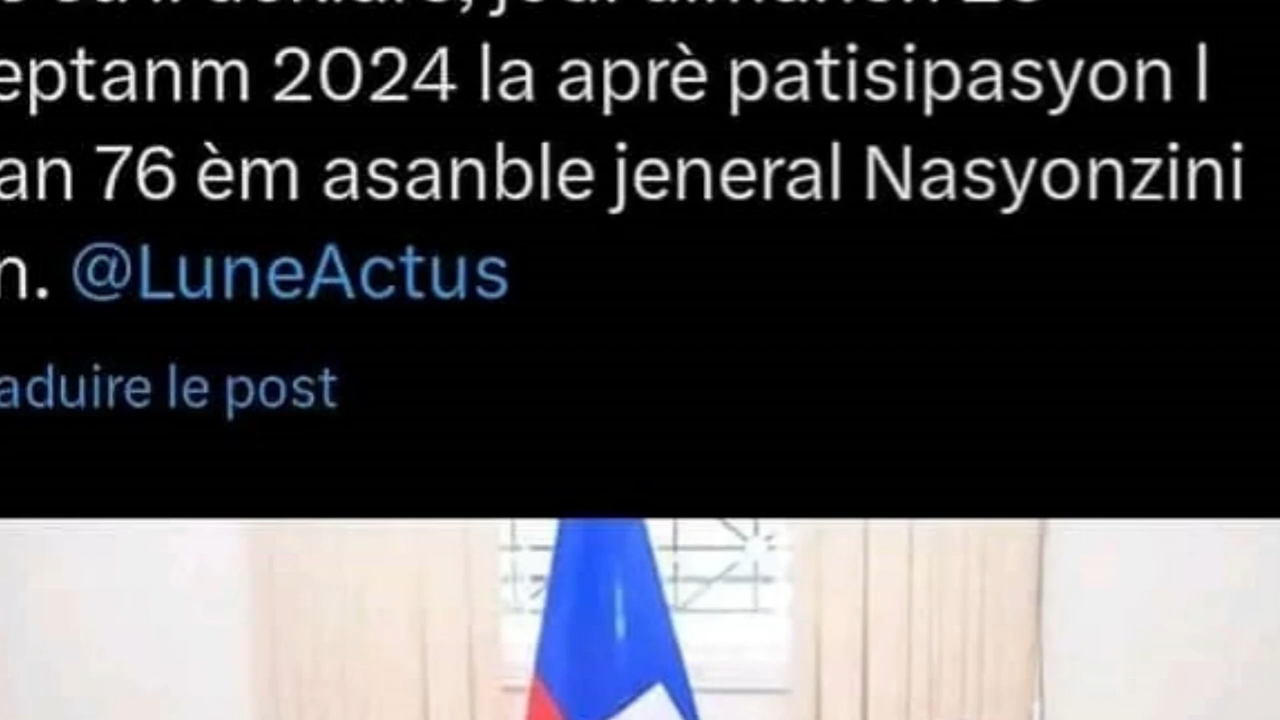 eptanm 2024 la aprè patisipasyon l
an 76 èm asanble jeneral Nasyonzini
n. @LuneActus
aduire le post